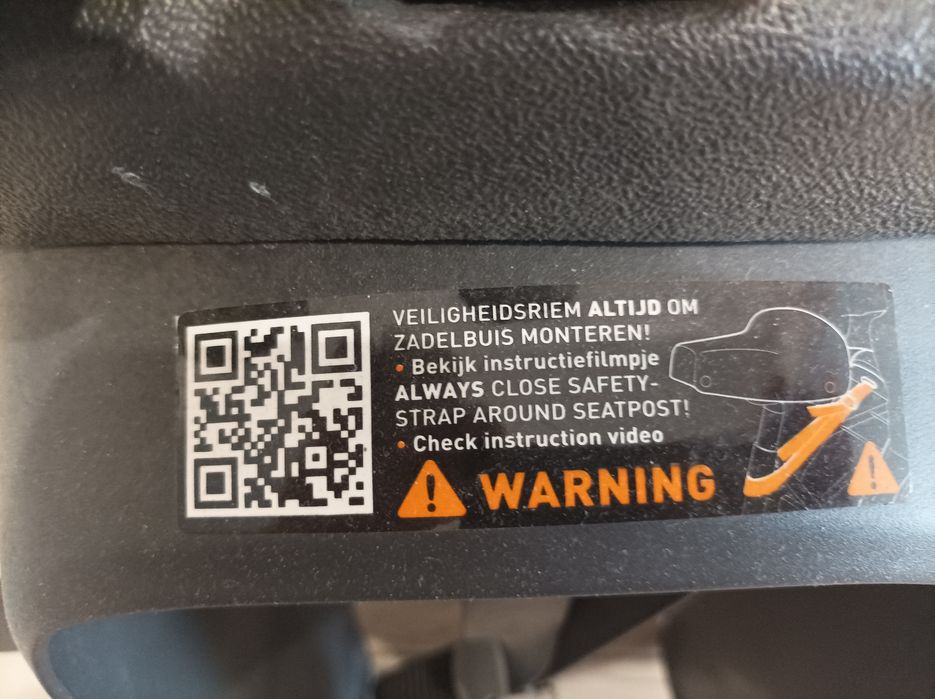 VEILIGHEIDSRIEM ALTIJD OM
ZADELBUIS MONTEREN!
• Bekijk instructiefilmpje
ALWAYS CLOSE SAFETY-
STRAP AROUND SEATPOST!
• Check instruction video
WARNING